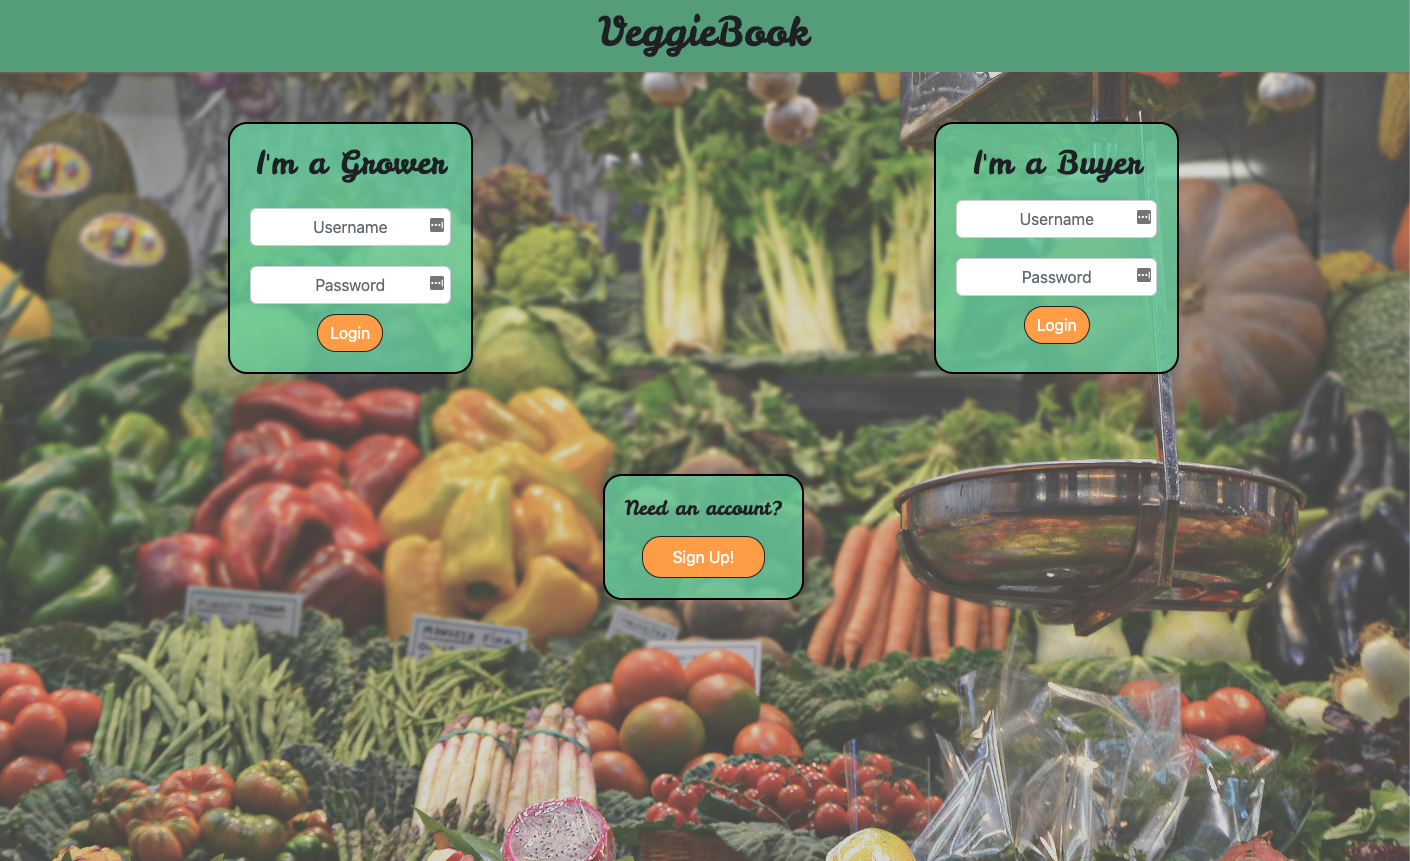 VeggieBook
I'm a Grower
Username
Password
Login
I'm a Buyer
Username
Password
Login
Need an account?
Sign Up!